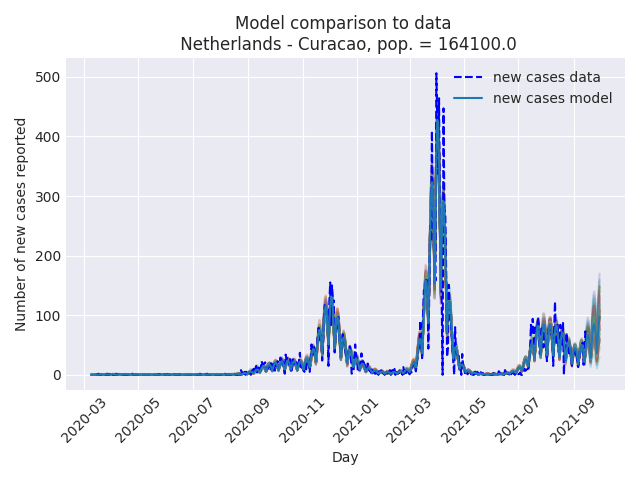 Model comparison to data
Netherlands - Curacao, pop. = 164100.0
new cases data
new cases model
Number of new cases reported
500
400
300
200
100
0
2020-03
2020-05
2020-07
2020-09
2020-11
2021-01
2021-03
2021-05
2021-07
2021-09
Day